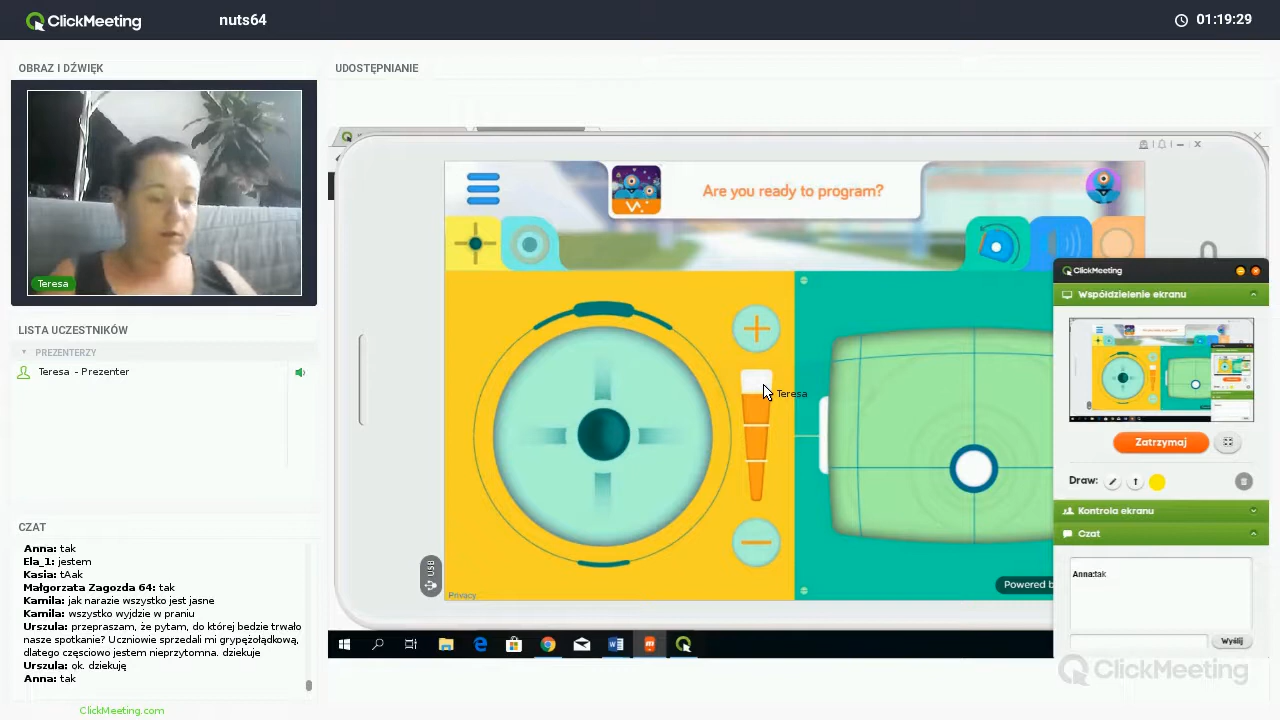 ClickMeeting
nuts64
01:19:29
OBRAZ I DŹWIĘK
UDOSTĘPNIANIE
Teresa
LISTA UCZESTNIKÓW
PREZENTERZY
Teresa - Prezenter
CZAT
Anna: tak
Ela_1: jestem
Kasia: tAak
Małgorzata Zagozda 64: tak
Kamila: jak narazie wszystko jest jasne
Kamila: wszystko wyjdzie w praniu
Urszula: przepraszam, że pytam, do której bedzie trwało
nasze spotkanie? Uczniowie sprzedali mi grypężołądkową,
dlatego częsciowo jestem nieprzytomna. dziekuje
Urszula: ok. dziekuję
Anna: tak
ClickMeeting.com
Are you ready to program?
Teresa
USB
Privacy
Powered by
ClickMeeting
Współdzielenie ekranu
Zatrzymaj
Draw:
Kontrola ekranu
Czat
Anna:tak
Wyślij
ClickMeeting